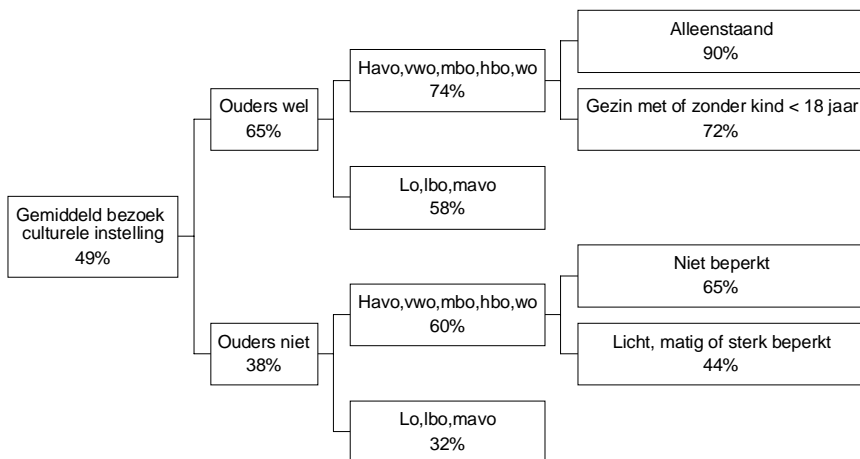 Gemiddeld bezoek
culturele instelling
49%
Ouders wel
65%
Havo,vwo,mbo,hbo,wo
74%
Alleenstaand
90%
Gezin met of zonder kind < 18 jaar
72%
Lo,lbo,mavo
58%
Ouders niet
38%
Havo,vwo,mbo,hbo,wo
60%
Niet beperkt
65%
Licht, matig of sterk beperkt
44%
Lo,lbo,mavo
32%